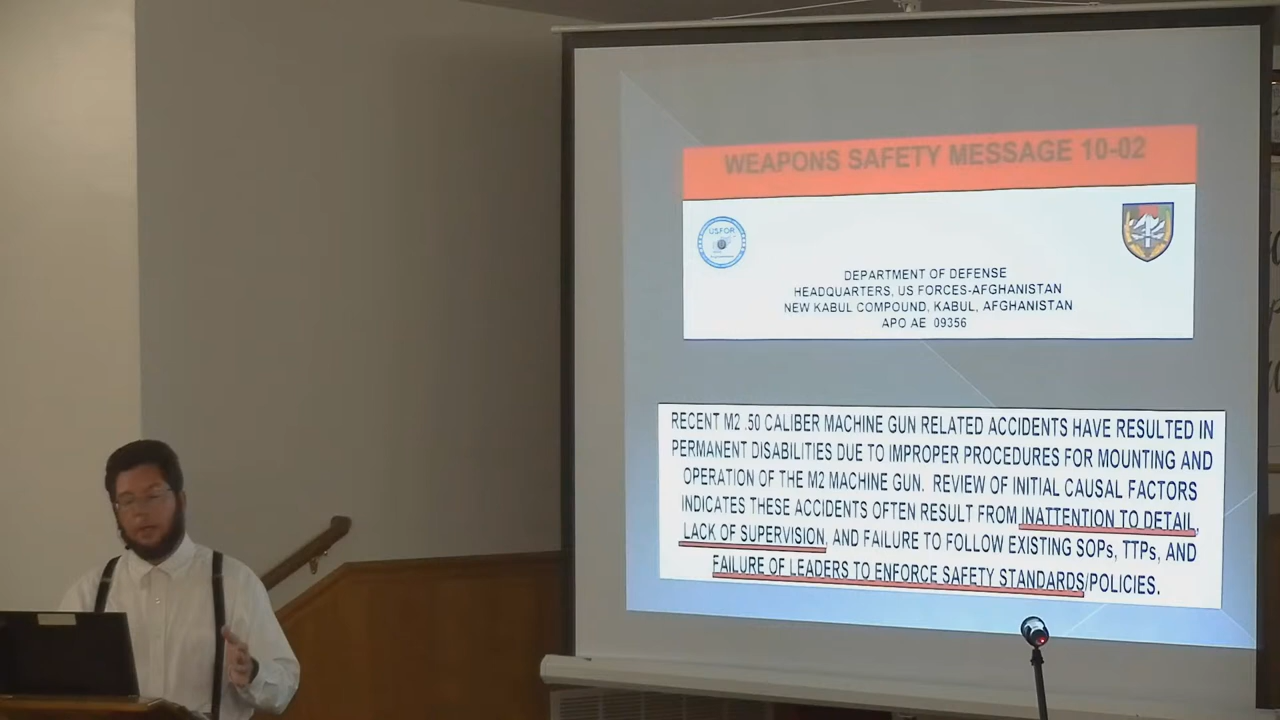 WEAPONS SAFETY MESSAGE 10-02
USFOR
DEPARTMENT OF DEFENSE
HEADQUARTERS, US FORCES-AFGHANISTAN
NEW KABUL COMPOUND, KABUL, AFGHANISTAN
APO AE 09356
RECENT M2 .50 CALIBER MACHINE GUN RELATED ACCIDENTS HAVE RESULTED IN
PERMANENT DISABILITIES DUE TO IMPROPER PROCEDURES FOR MOUNTING AND
OPERATION OF THE M2 MACHINE GUN. REVIEW OF INITIAL CAUSAL FACTORS
INDICATES THESE ACCIDENTS OFTEN RESULT FROM INATTENTION TO DETAIL,
LACK OF SUPERVISION, AND FAILURE TO FOLLOW EXISTING SOPs, TTPs, AND
FAILURE OF LEADERS TO ENFORCE SAFETY STANDARDS/POLICIES.